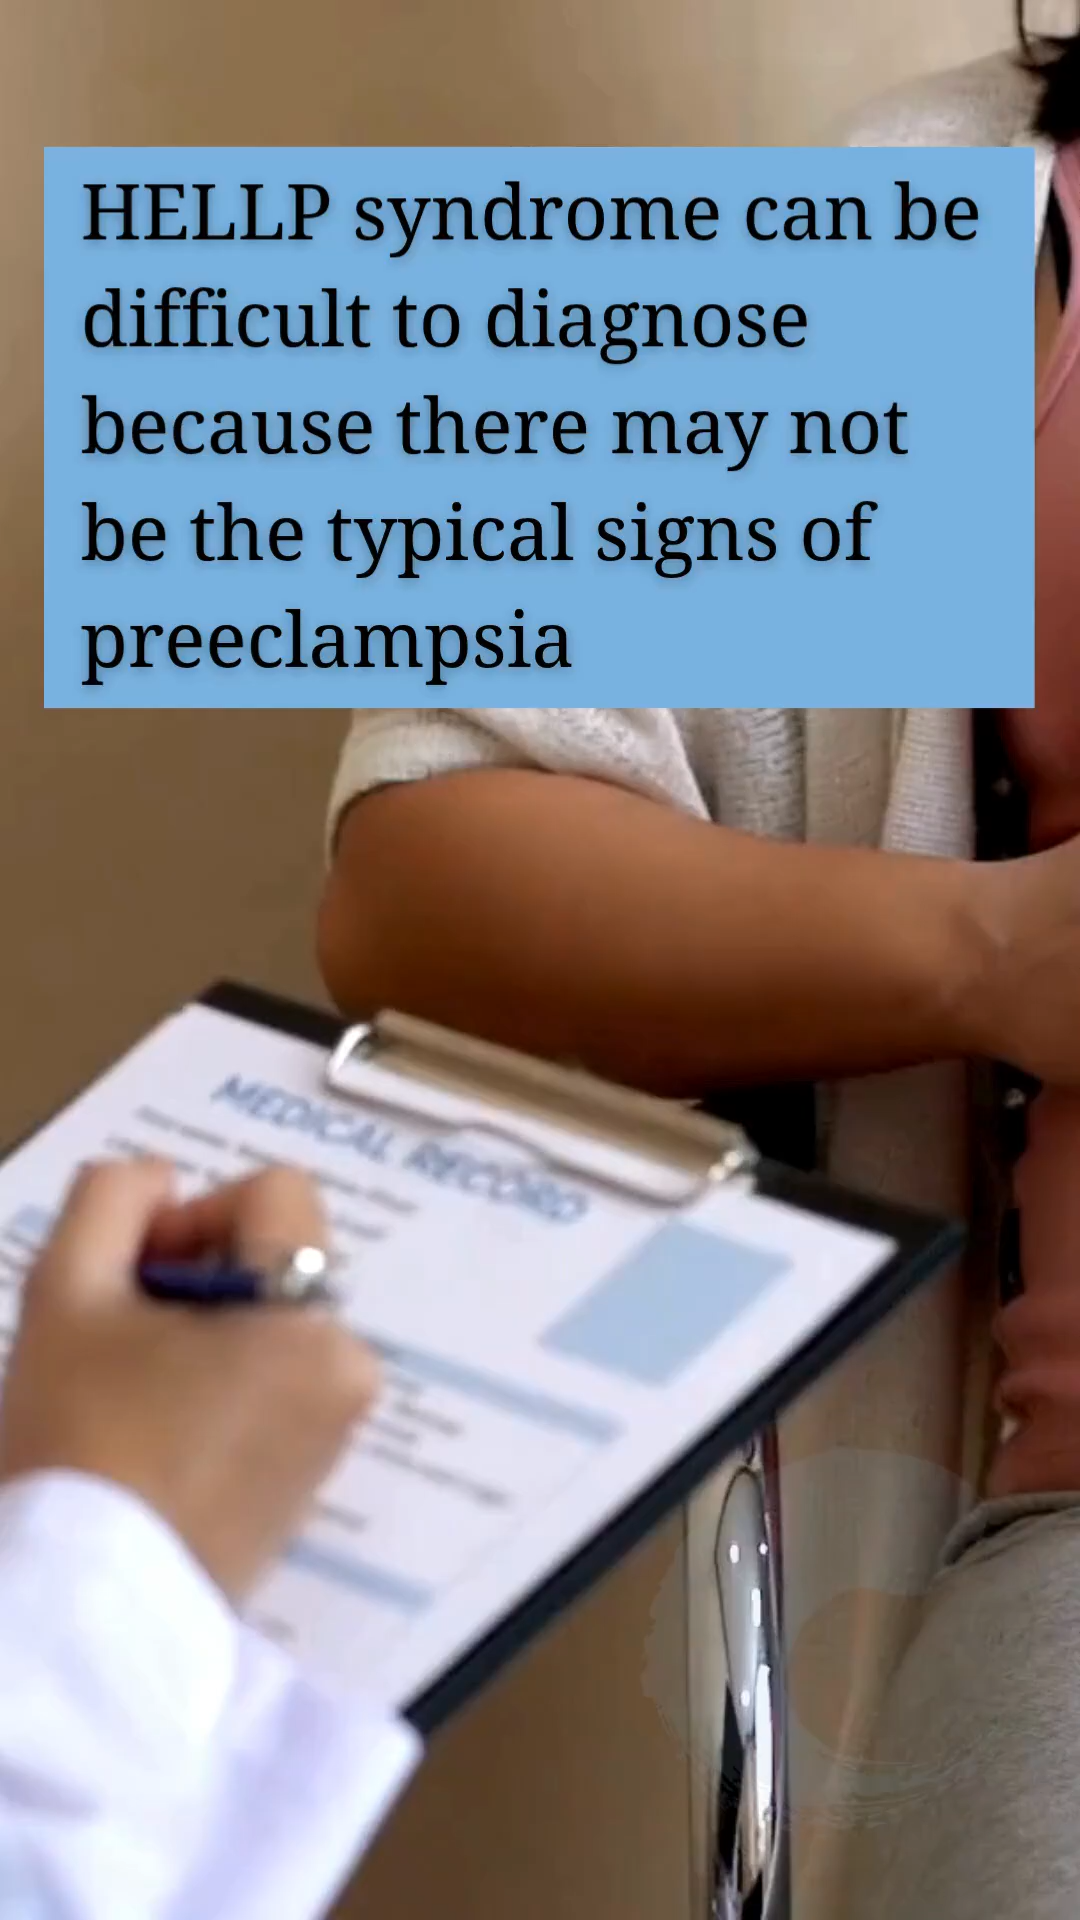 HELLP syndrome can be
difficult to diagnose
because there may not
be the typical signs of
preeclampsia
MEDICAL RECORD